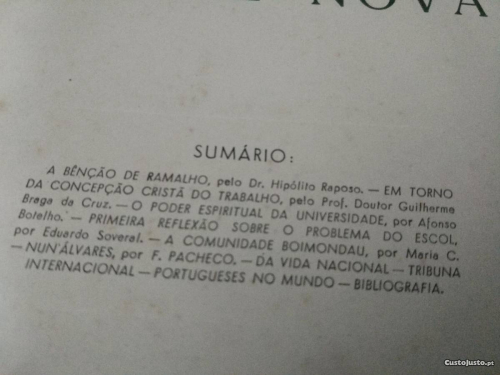 NOVA
SUMÁRIO:
A BÊNÇÃO DE RAMALHO, pelo Dr. Hipólito Raposo. — EM TORNO
DA CONCEPÇÃO CRISTÃ DO TRABALHO, pelo Prof. Doutor Guilherme
Braga da Cruz. — O PODER ESPIRITUAL DA UNIVERSIDADE, por Afonso
Botelho. — PRIMEIRA REFLEXÃO SOBRE O PROBLEMA DO ESCOL,
por Eduardo Soveral. — A COMUNIDADE BOIMONDAU, por Maria C.
— NUN'ÁLVARES, por F. PACHECO. — DA VIDA NACIONAL — TRIBUNA
INTERNACIONAL — PORTUGUESES NO MUNDO — BIBLIOGRAFIA.
CustoJusto.pt